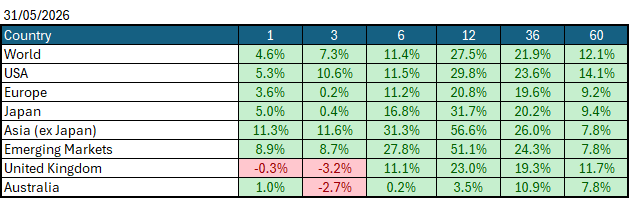 31/05/2026
Country 1 3 6 12 36 60
World 4.6% 7.3% 11.4% 27.5% 21.9% 12.1%
USA 5.3% 10.6% 11.5% 29.8% 23.6% 14.1%
Europe 3.6% 0.2% 11.2% 20.8% 19.6% 9.2%
Japan 5.0% 0.4% 16.8% 31.7% 20.2% 9.4%
Asia (ex Japan) 11.3% 11.6% 31.3% 56.6% 26.0% 7.8%
Emerging Markets 8.9% 8.7% 27.8% 51.1% 24.3% 7.8%
United Kingdom -0.3% -3.2% 11.1% 23.0% 19.3% 11.7%
Australia 1.0% -2.7% 0.2% 3.5% 10.9% 7.8%